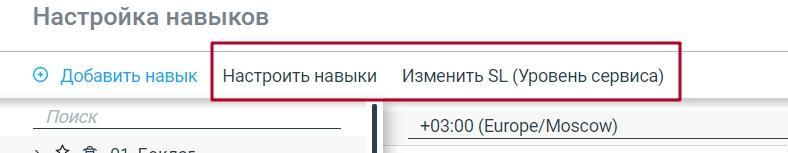 Настройка навыков
Добавить навык Настроить навыки Изменить SL (Уровень сервиса)
Поиск
+03:00 (Europe/Moscow)